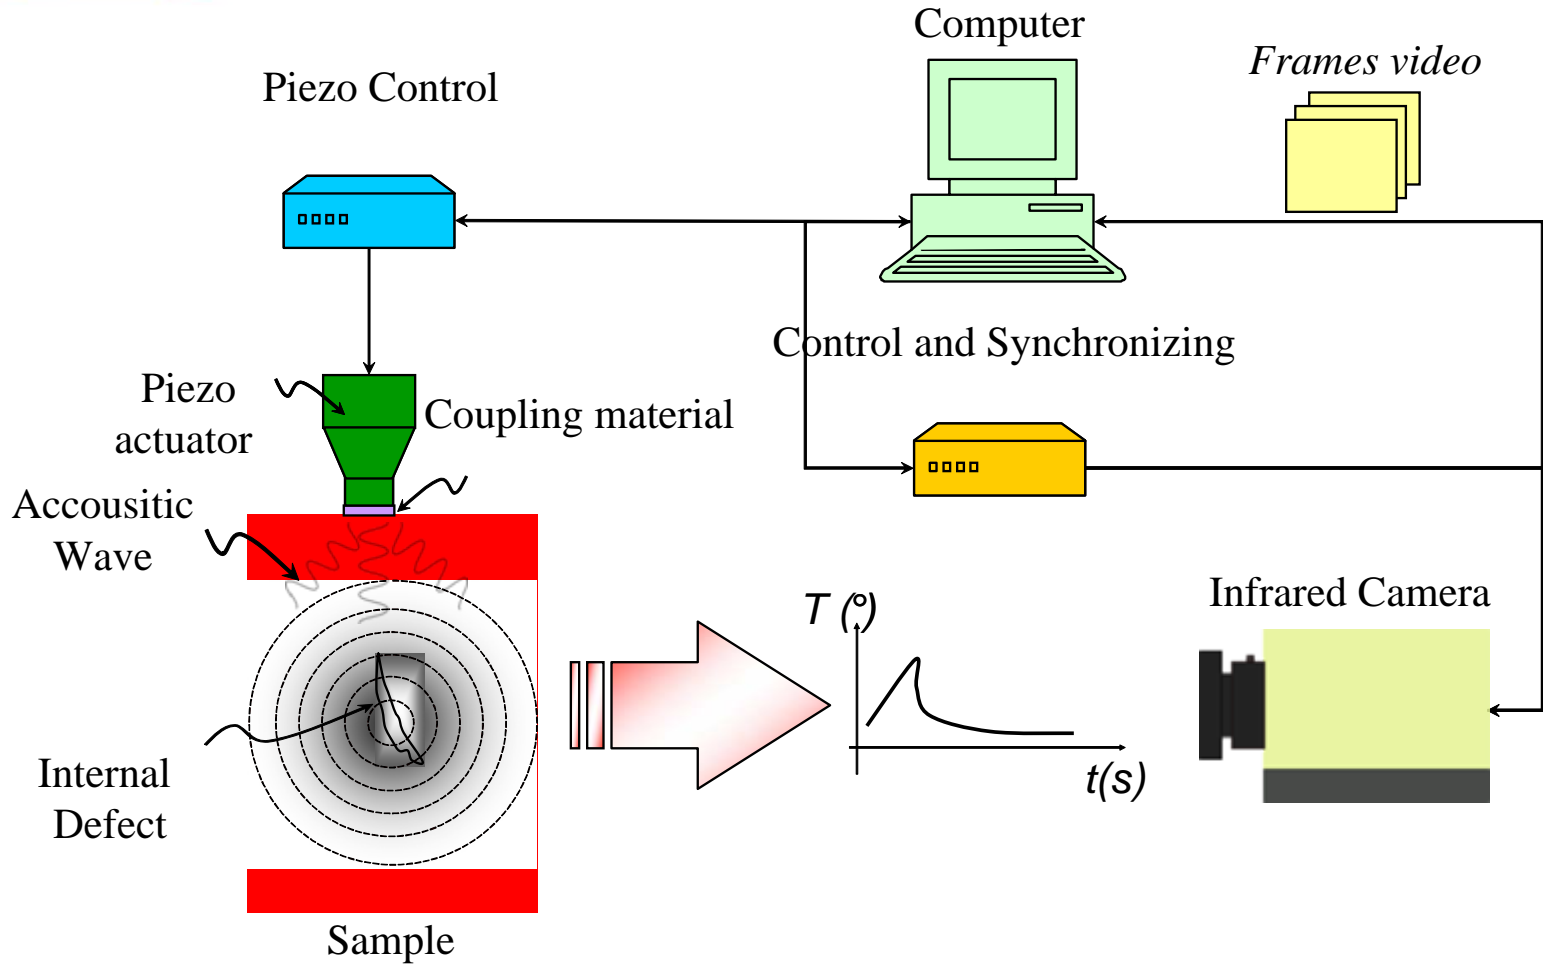 Computer
Frames video
Piezo Control
Control and Synchronizing
Piezo
actuator
Coupling material
Accousitic
Wave
Infrared Camera
T (°)
t(s)
Internal
Defect
Sample